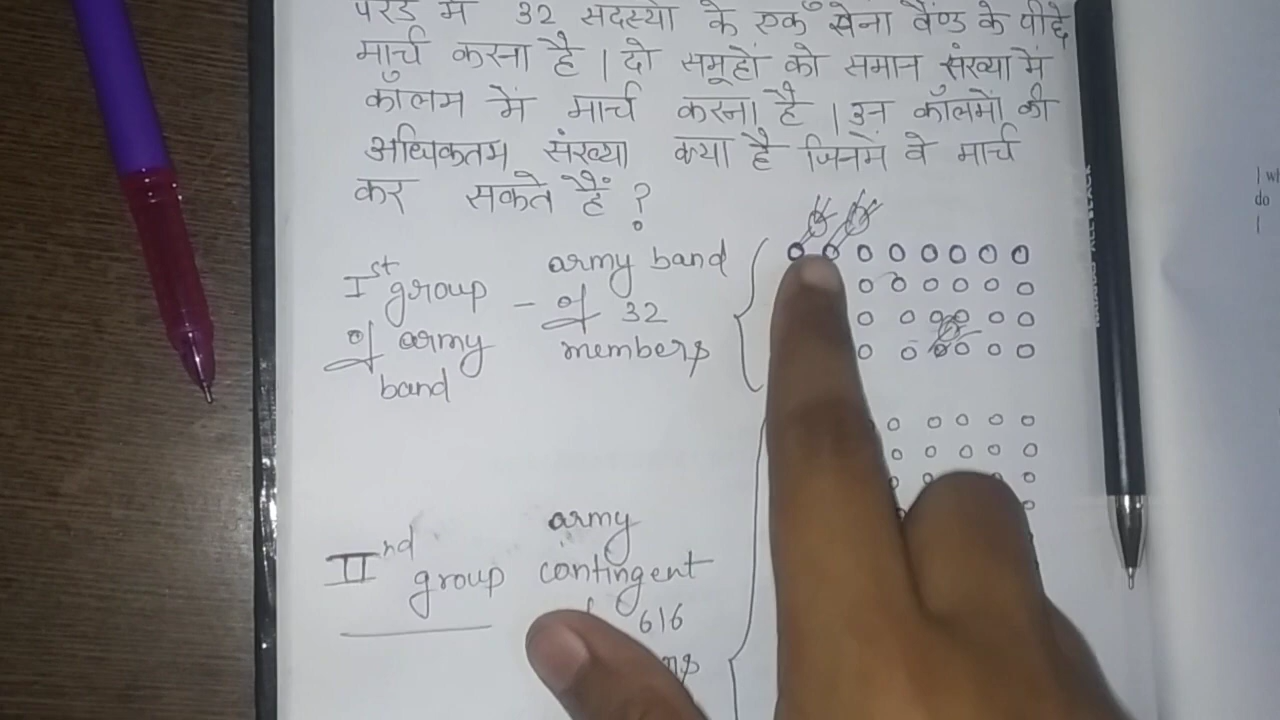 परेड में 32 सदस्यों के एक सेना बैण्ड के पीछे
मार्च करना है । दो समूहों को समान संख्या में
कॉलम में मार्च करना है । उन कॉलमों की
अधिकतम संख्या क्या है जिनमें वे मार्च
कर सकते हैं ?
Ist group of army band
- army band of 32 members
IInd group
army contingent
616